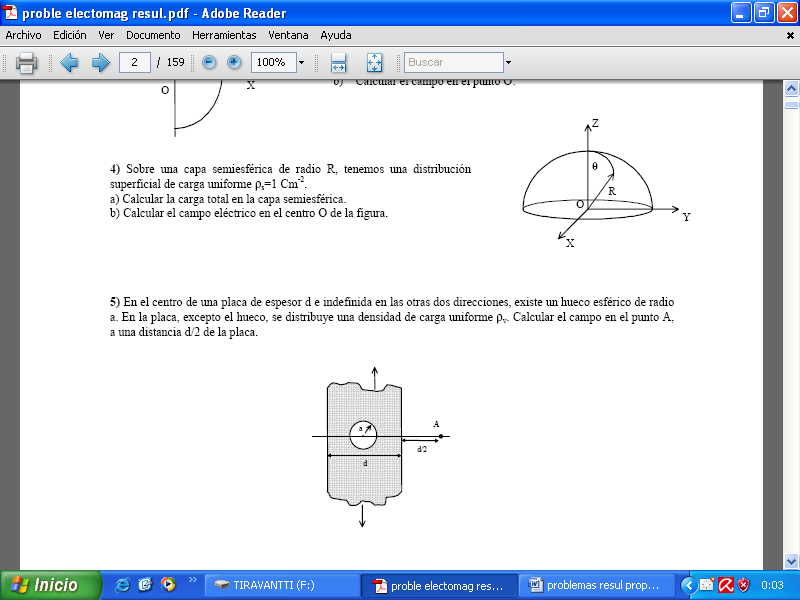 proble electomag resul.pdf - Adobe Reader
Archivo Edición Ver Documento Herramientas Ventana Ayuda
2 / 159 100% Buscar
O X b) Calcular el campo en el punto O.
Z
4) Sobre una capa semiesférica de radio R, tenemos una distribución
superficial de carga uniforme ρs=1 Cm-2.
a) Calcular la carga total en la capa semiesférica.
b) Calcular el campo eléctrico en el centro O de la figura.
θ
R
O
Y
X
5) En el centro de una placa de espesor d e indefinida en las otras dos direcciones, existe un hueco esférico de radio
a. En la placa, excepto el hueco, se distribuye una densidad de carga uniforme ρv. Calcular el campo en el punto A,
a una distancia d/2 de la placa.
a
A
d/2
d
Inicio TIRAVANTTI (F:) proble electomag res... problemas resul prop... 0:03